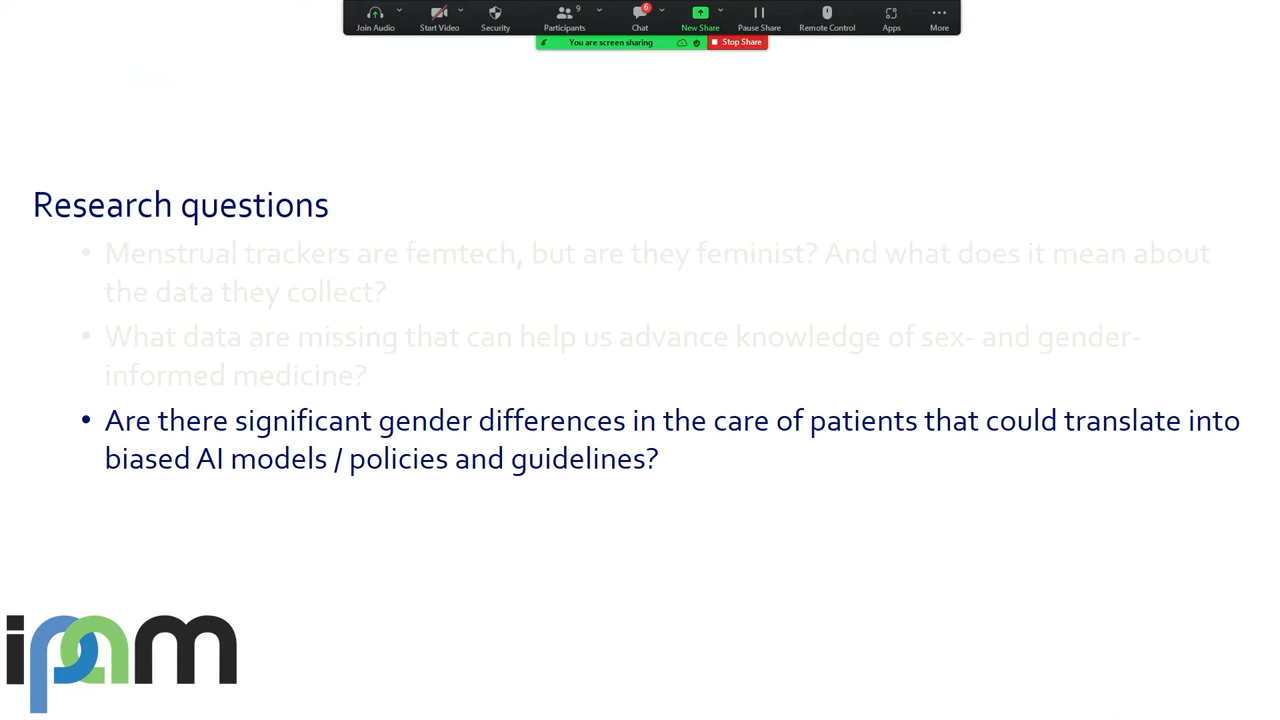 9
6
Join Audio
Start Video
Security
Participants
Chat
New Share
Pause Share
Remote Control
Apps
More
You are screen sharing
Stop Share
Research questions
• Menstrual trackers are femtech, but are they feminist? And what does it mean about
the data they collect?
• What data are missing that can help us advance knowledge of sex- and gender-
informed medicine?
• Are there significant gender differences in the care of patients that could translate into
biased AI models / policies and guidelines?
ipam